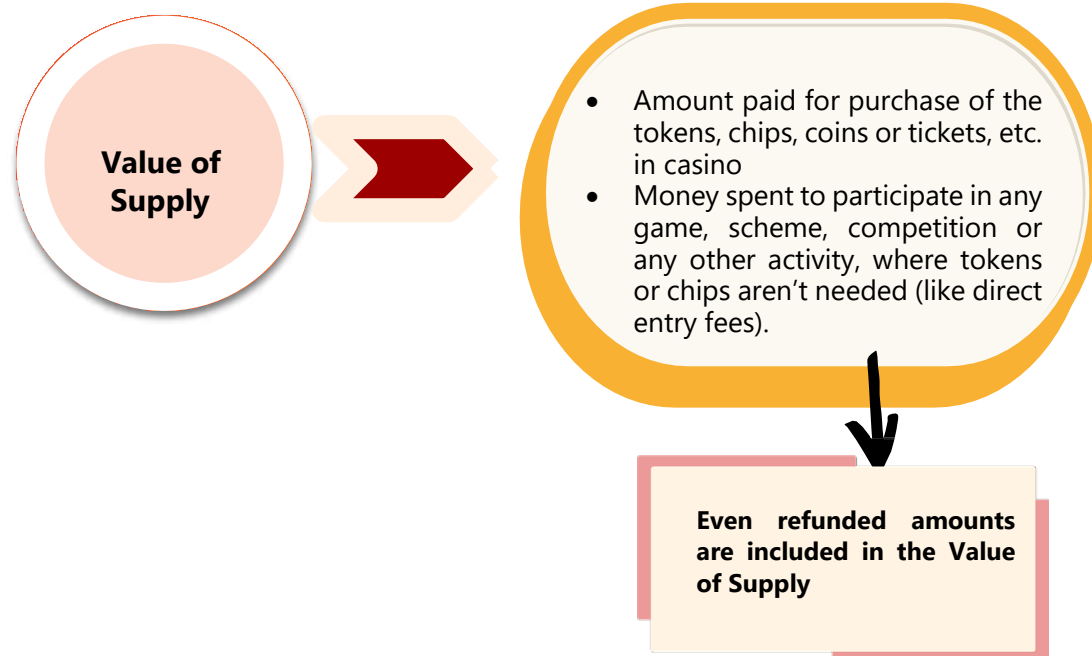 Value of
Supply
• Amount paid for purchase of the
tokens, chips, coins or tickets, etc.
in casino
• Money spent to participate in any
game, scheme, competition or
any other activity, where tokens
or chips aren’t needed (like direct
entry fees).
Even refunded amounts
are included in the Value
of Supply